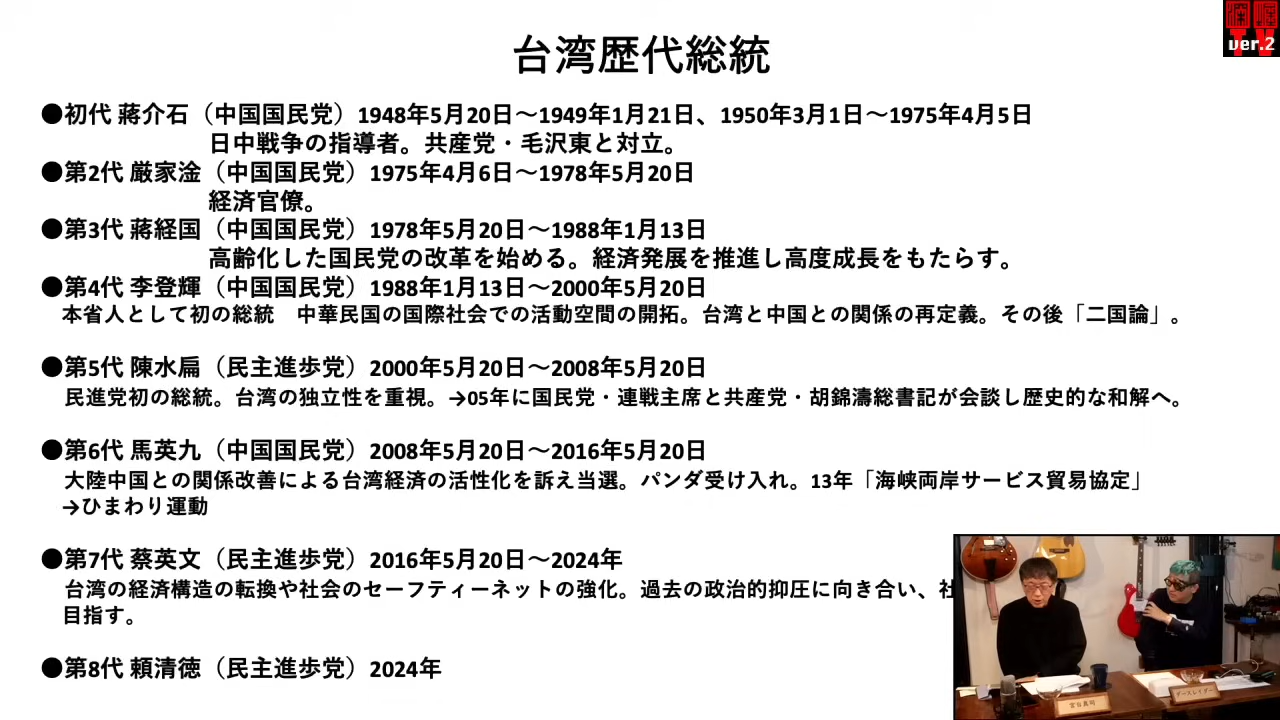 台湾歴代総統
深掘
TV
ver.2
●初代 蔣介石（中国国民党）1948年5月20日～1949年1月21日、1950年3月1日～1975年4月5日
日中戦争の指導者。共産党・毛沢東と対立。
●第2代 厳家淦（中国国民党）1975年4月6日～1978年5月20日
経済官僚。
●第3代 蔣経国（中国国民党）1978年5月20日～1988年1月13日
高齢化した国民党の改革を始める。経済発展を推進し高度成長をもたらす。
●第4代 李登輝（中国国民党）1988年1月13日～2000年5月20日
本省人として初の総統　中華民国の国際社会での活動空間の開拓。台湾と中国との関係の再定義。その後「二国論」。
●第5代 陳水扁（民主進歩党）2000年5月20日～2008年5月20日
民進党初の総統。台湾の独立性を重視。→05年に国民党・連戦主席と共産党・胡錦濤総書記が会談し歴史的な和解へ。
●第6代 馬英九（中国国民党）2008年5月20日～2016年5月20日
大陸中国との関係改善による台湾経済の活性化を訴え当選。パンダ受け入れ。13年「海峡両岸サービス貿易協定」
→ひまわり運動
●第7代 蔡英文（民主進歩党）2016年5月20日～2024年
台湾の経済構造の転換や社会のセーフティーネットの強化。過去の政治的抑圧に向き合い、社
目指す。
●第8代 頼清徳（民主進歩党）2024年
宮台真司
ダースレイダー